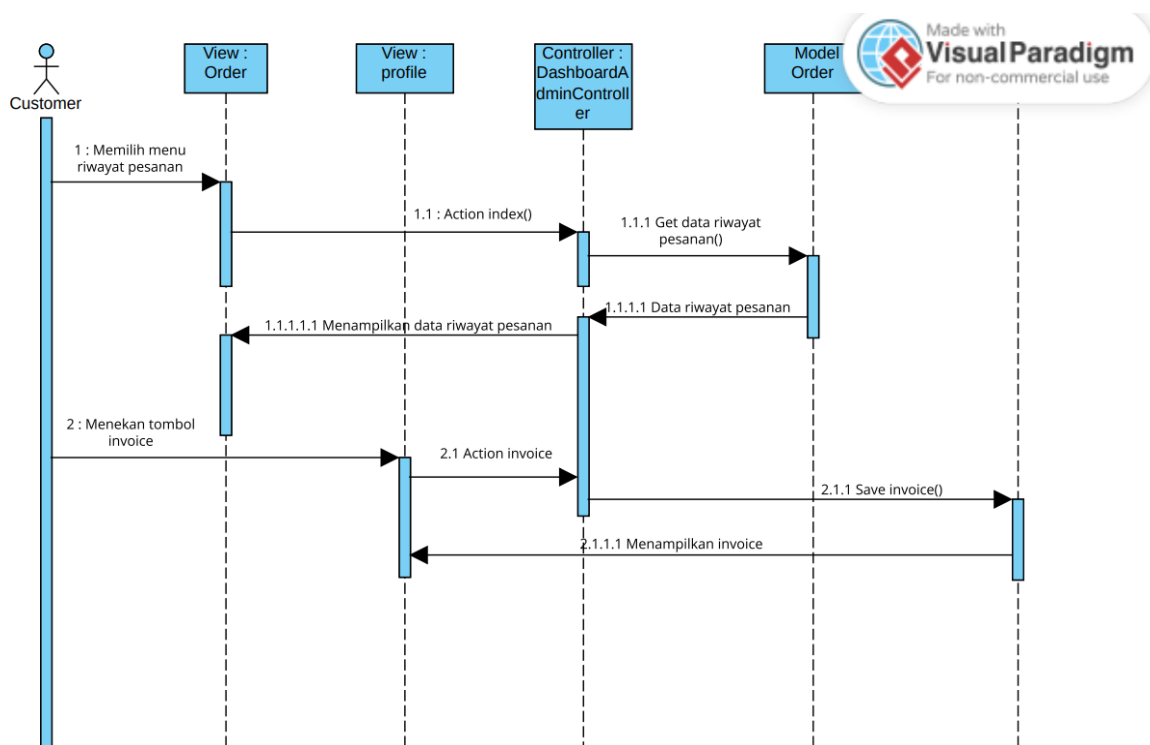 Made with
Visual Paradigm
For non-commercial use
Customer
View :
Order
View :
profile
Controller :
DashboardA
dminControll
er
Model
Order
1 : Memilih menu
riwayat pesanan
1.1 : Action index()
1.1.1 Get data riwayat
pesanan()
1.1.1.1 Data riwayat pesanan
1.1.1.1.1 Menampilkan data riwayat pesanan
2 : Menekan tombol
invoice
2.1 Action invoice
2.1.1 Save invoice()
2.1.1.1 Menampilkan invoice